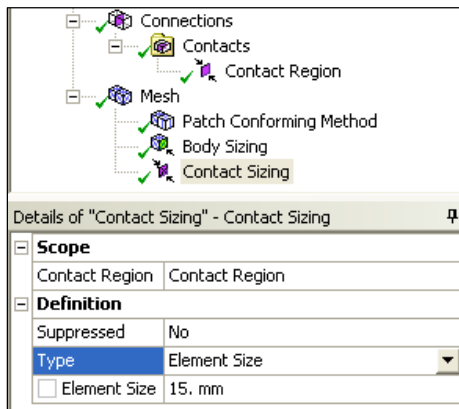 Connections
Contacts
Contact Region
Mesh
Patch Conforming Method
Body Sizing
Contact Sizing
Details of "Contact Sizing" - Contact Sizing
Scope
Contact Region Contact Region
Definition
Suppressed No
Type Element Size
Element Size 15. mm